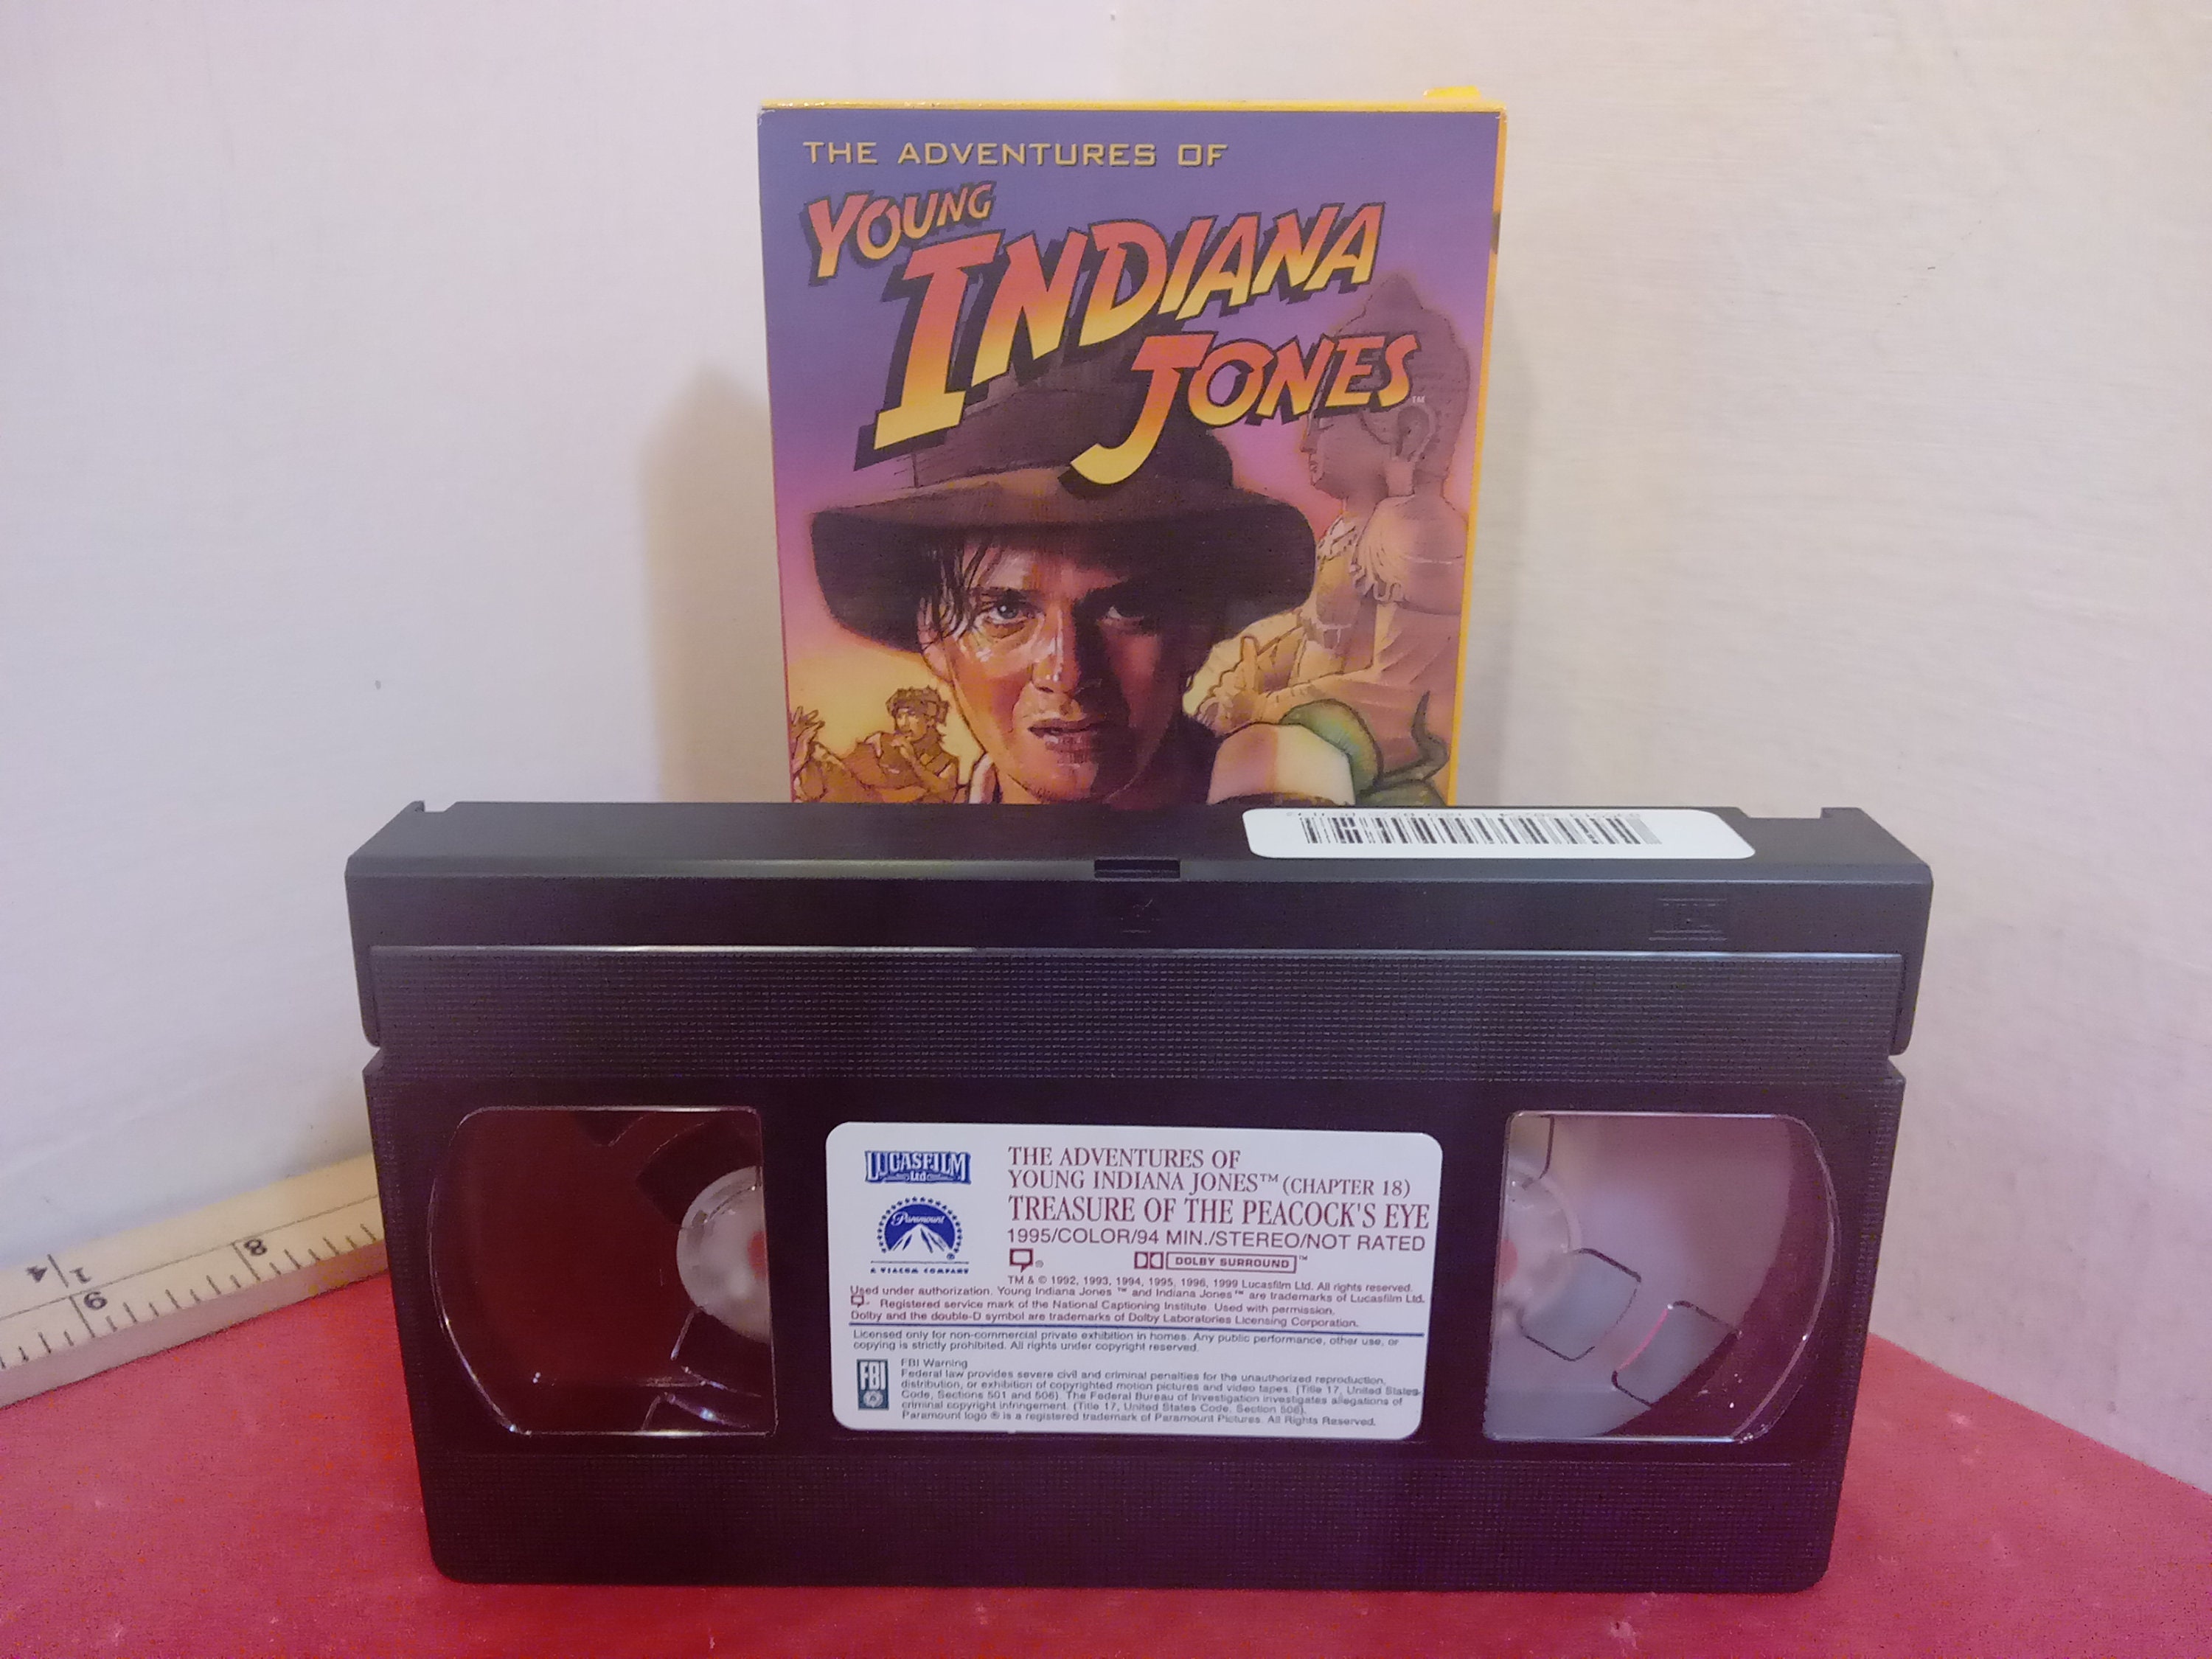 THE ADVENTURES OF
YOUNG
INDIANA
JONES
TM
LUCASFILM
Ltd
Paramount
A VIACOM COMPANY
THE ADVENTURES OF
YOUNG INDIANA JONES™ (CHAPTER 18)
TREASURE OF THE PEACOCK'S EYE
1995/COLOR/94 MIN./STEREO/NOT RATED
DOLBY SURROUND™
TM & © 1992, 1993, 1994, 1995, 1996, 1999 Lucasfilm Ltd. All rights reserved.
Used under authorization. Young Indiana Jones ™ and Indiana Jones™ are trademarks of Lucasfilm Ltd.
Registered service mark of the National Captioning Institute. Used with permission.
Dolby and the double-D symbol are trademarks of Dolby Laboratories Licensing Corporation.
Licensed only for non-commercial private exhibition in homes. Any public performance, other use, or
copying is strictly prohibited. All rights under copyright reserved.
FBI
FBI Warning
Federal law provides severe civil and criminal penalties for the unauthorized reproduction,
distribution, or exhibition of copyrighted motion pictures and video tapes. (Title 17, United States
Code, Sections 501 and 506). The Federal Bureau of Investigation investigates allegations of
criminal copyright infringement. (Title 17, United States Code, Section 506).
Paramount logo ® is a registered trademark of Paramount Pictures. All Rights Reserved.
8
1
4
9